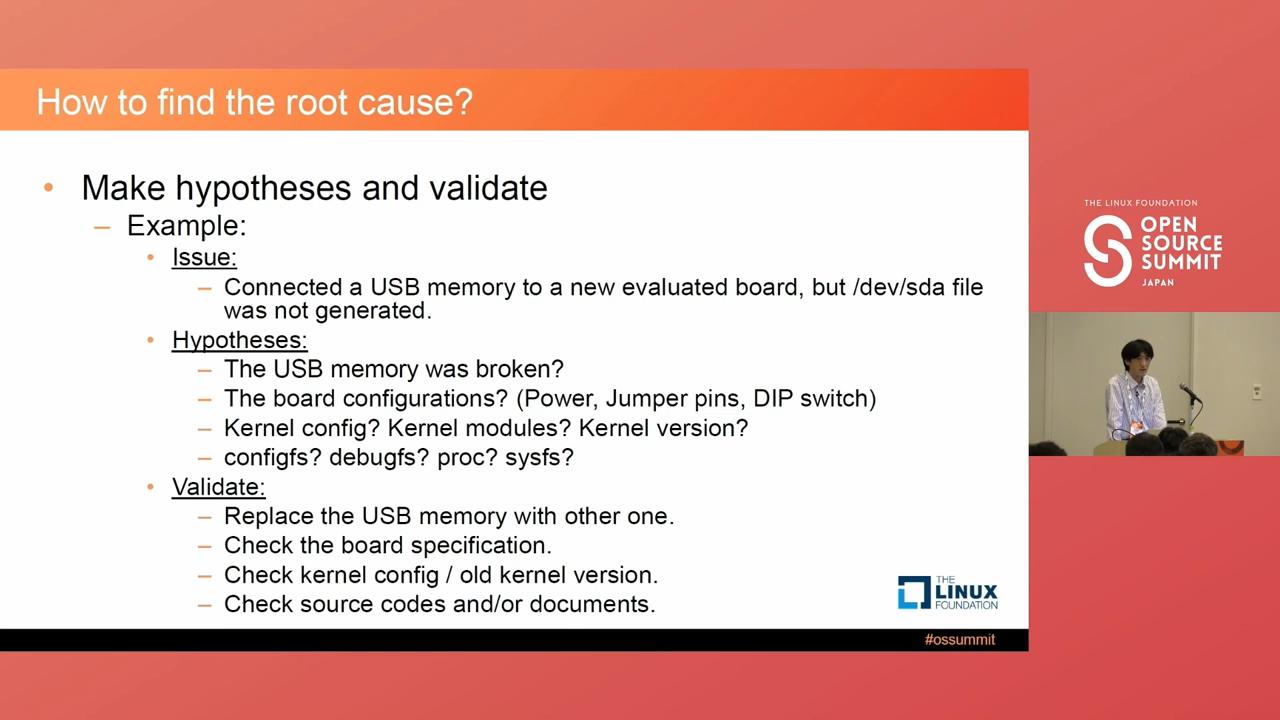 How to find the root cause?
• Make hypotheses and validate
– Example:
• Issue:
– Connected a USB memory to a new evaluated board, but /dev/sda file
was not generated.
• Hypotheses:
– The USB memory was broken?
– The board configurations? (Power, Jumper pins, DIP switch)
– Kernel config? Kernel modules? Kernel version?
– configfs? debugfs? proc? sysfs?
• Validate:
– Replace the USB memory with other one.
– Check the board specification.
– Check kernel config / old kernel version.
– Check source codes and/or documents.
THE
LINUX
FOUNDATION
#ossummit
THE LINUX FOUNDATION
OPEN
SOURCE
SUMMIT
JAPAN